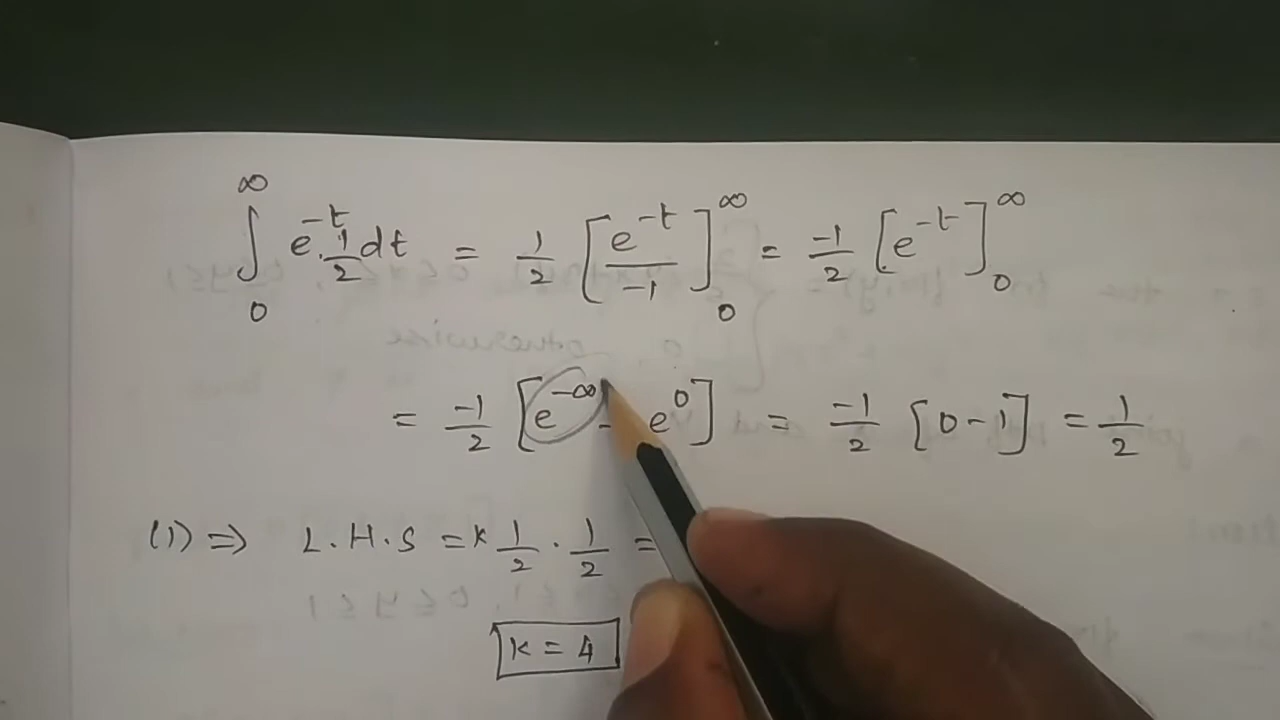 ∫₀^∞ e^{-t} · 1/2 dt = 1/2 [e^{-t}/-1]₀^∞ = -1/2 [e^{-t}]₀^∞
= -1/2 [e^{-∞} - e^0] = -1/2 [0-1] = 1/2
(1) ⇒ L.H.S = k 1/2 · 1/2 =
k = 4